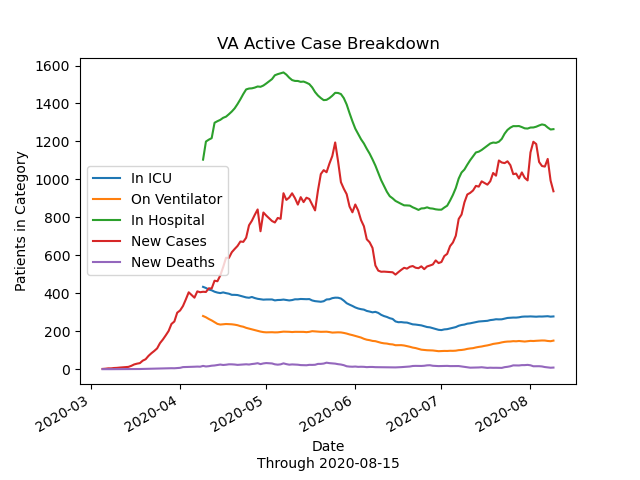 VA Active Case Breakdown
Patients in Category
1600
1400
1200
1000
800
600
400
200
0
In ICU
On Ventilator
In Hospital
New Cases
New Deaths
2020-03
2020-04
2020-05
2020-06
2020-07
2020-08
Date
Through 2020-08-15